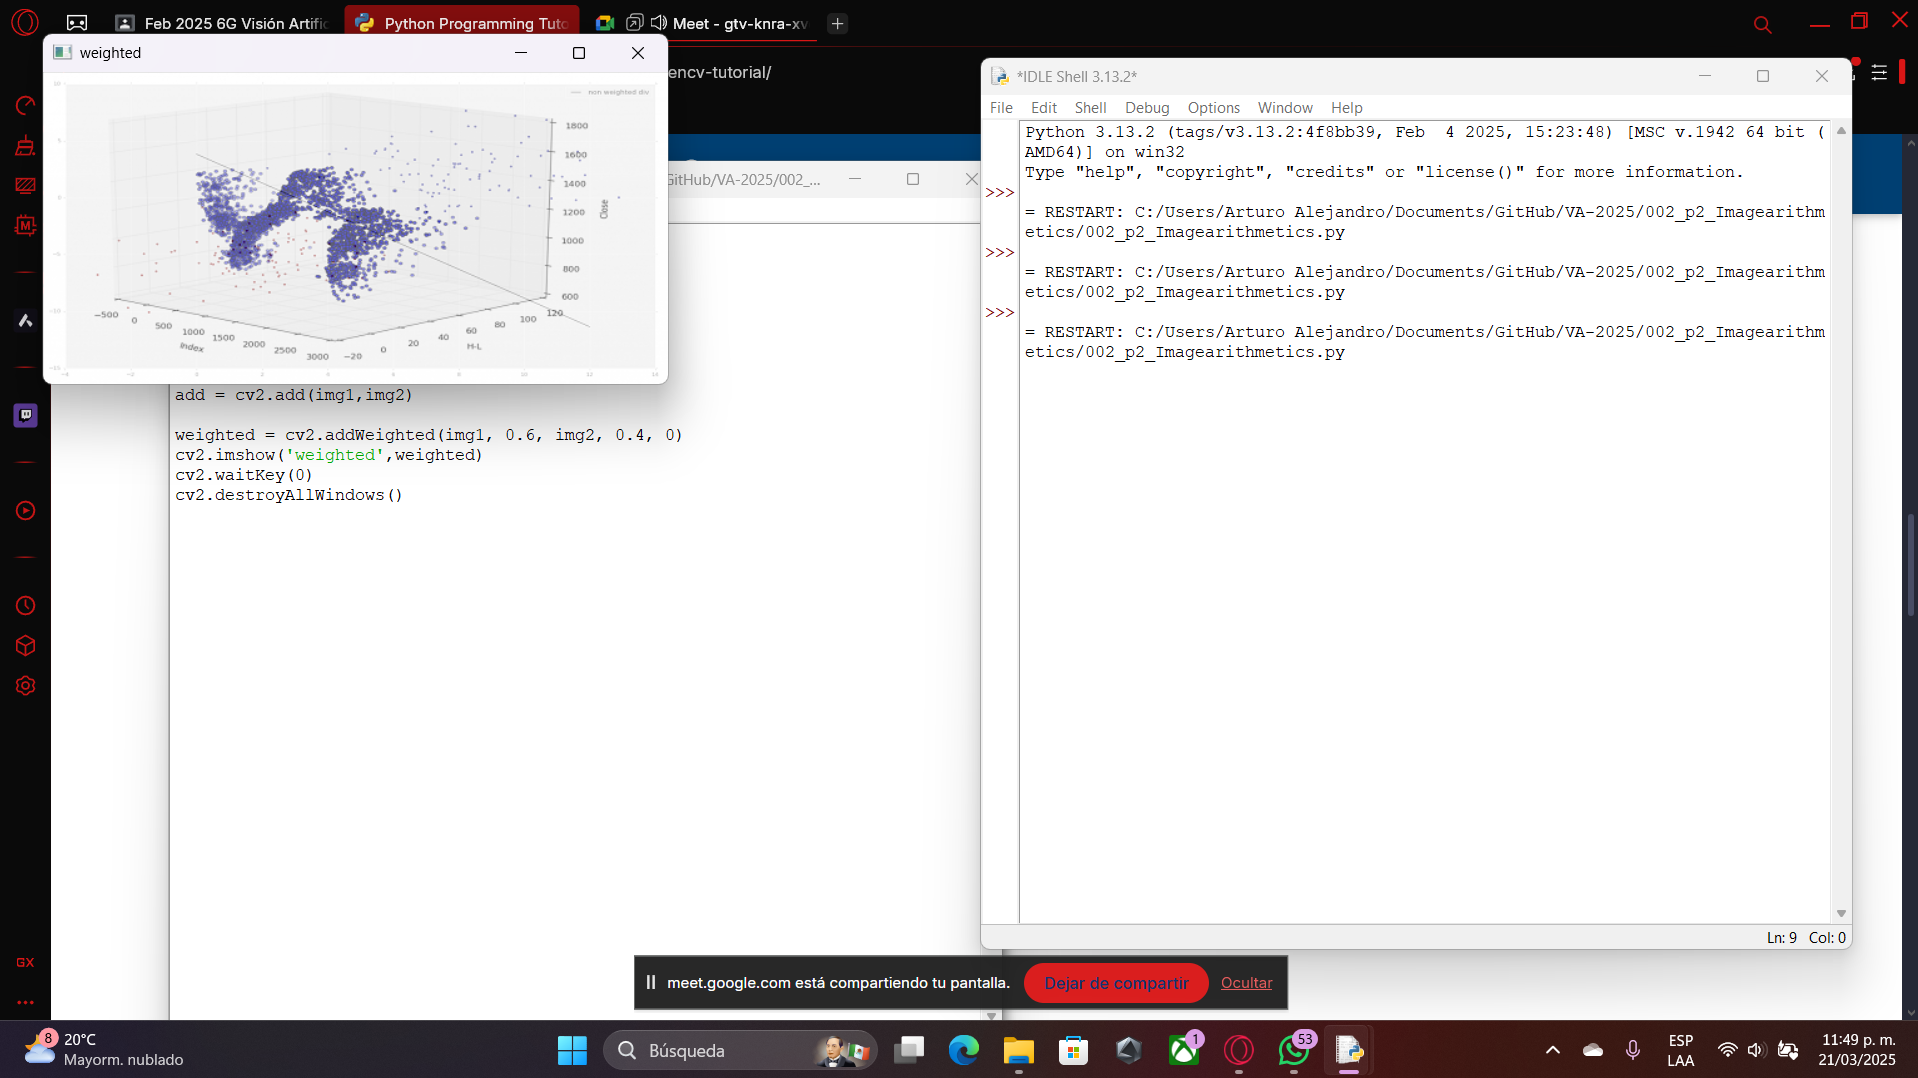 Feb 2025 6G Visión Artific
Python Programming Tuto
Meet - gtv-knra-xv
weighted
encv-tutorial/
non weighted div
1800
1600
1400
1200
1000
800
600
Close
-500
0
500
1000
1500
2000
2500
3000
Index
-20
0
20
40
60
80
100
120
H-L
GitHub/VA-2025/002_...
add = cv2.add(img1,img2)
weighted = cv2.addWeighted(img1, 0.6, img2, 0.4, 0)
cv2.imshow('weighted',weighted)
cv2.waitKey(0)
cv2.destroyAllWindows()
*IDLE Shell 3.13.2*
File Edit Shell Debug Options Window Help
Python 3.13.2 (tags/v3.13.2:4f8bb39, Feb  4 2025, 15:23:48) [MSC v.1942 64 bit (
AMD64)] on win32
Type "help", "copyright", "credits" or "license()" for more information.
>>>
= RESTART: C:/Users/Arturo Alejandro/Documents/GitHub/VA-2025/002_p2_Imagearithm
etics/002_p2_Imagearithmetics.py
>>>
= RESTART: C:/Users/Arturo Alejandro/Documents/GitHub/VA-2025/002_p2_Imagearithm
etics/002_p2_Imagearithmetics.py
>>>
= RESTART: C:/Users/Arturo Alejandro/Documents/GitHub/VA-2025/002_p2_Imagearithm
etics/002_p2_Imagearithmetics.py
Ln: 9 Col: 0
GX
meet.google.com está compartiendo tu pantalla.
Dejar de compartir
Ocultar
8
20°C
Mayorm. nublado
Búsqueda
1
53
ESP
LAA
11:49 p. m.
21/03/2025